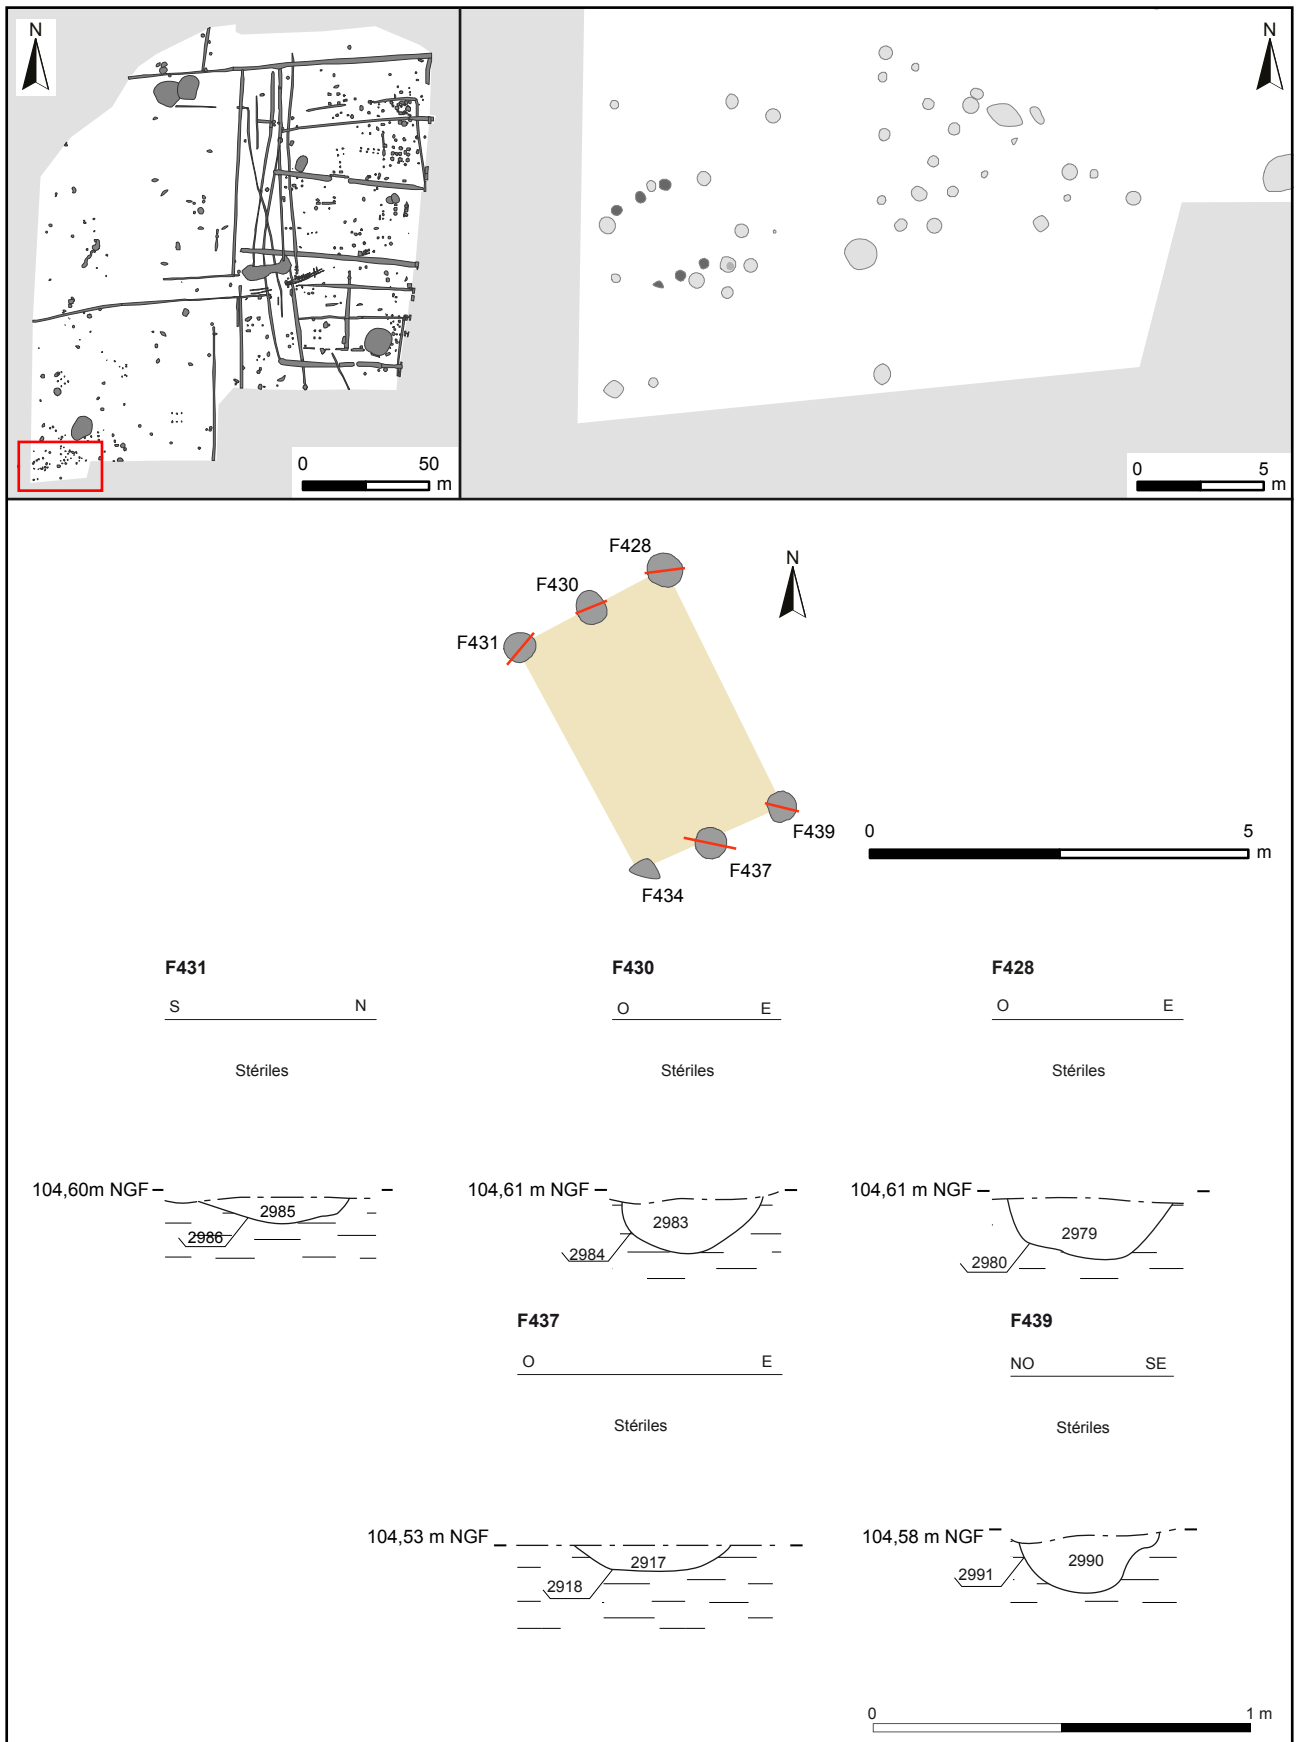 N
0 50
m
N
0 5
m
F428
N
F430
F431
F439
F437
F434
0 5
m
F431
F430
F428
S N
O E
O E
Stériles
Stériles
Stériles
104,60m NGF
2985
2986
104,61 m NGF
2983
2984
104,61 m NGF
2979
2980
F437
F439
O E
NO SE
Stériles
Stériles
104,53 m NGF
2917
2918
104,58 m NGF
2990
2991
0 1 m